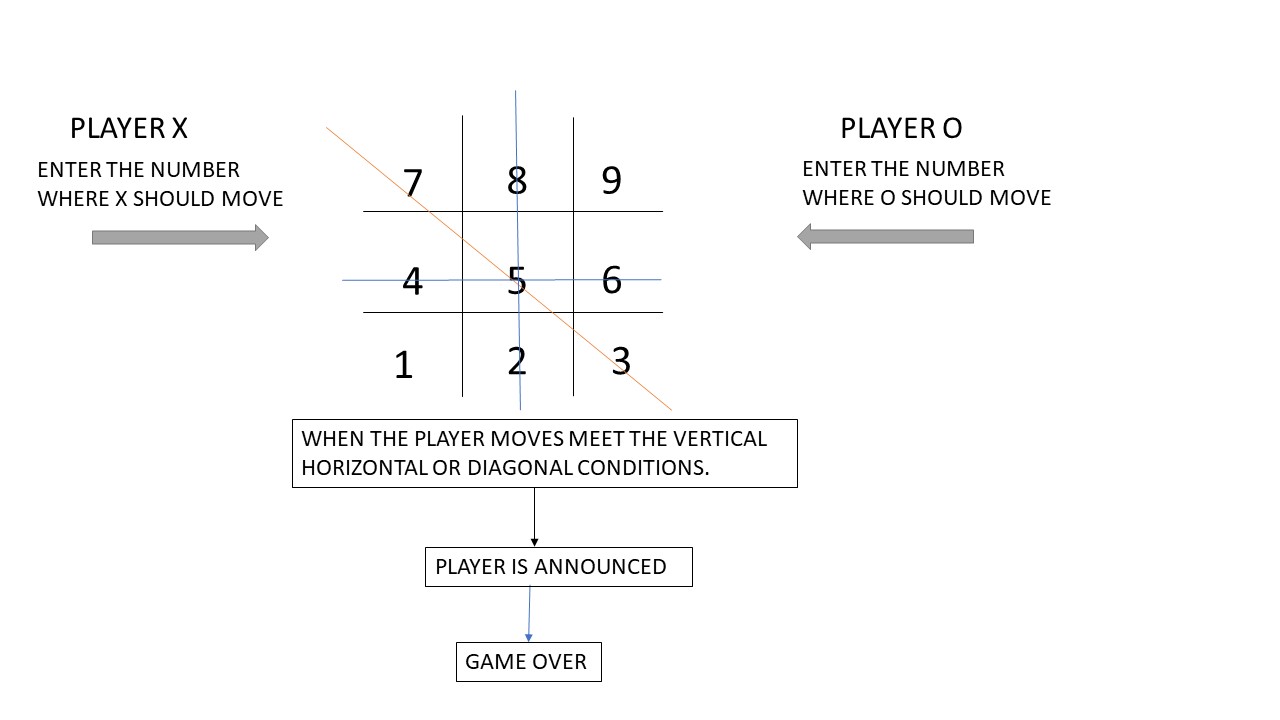 PLAYER X
ENTER THE NUMBER
WHERE X SHOULD MOVE
PLAYER O
ENTER THE NUMBER
WHERE O SHOULD MOVE
7 8 9
4 5 6
1 2 3
WHEN THE PLAYER MOVES MEET THE VERTICAL
HORIZONTAL OR DIAGONAL CONDITIONS.
PLAYER IS ANNOUNCED
GAME OVER